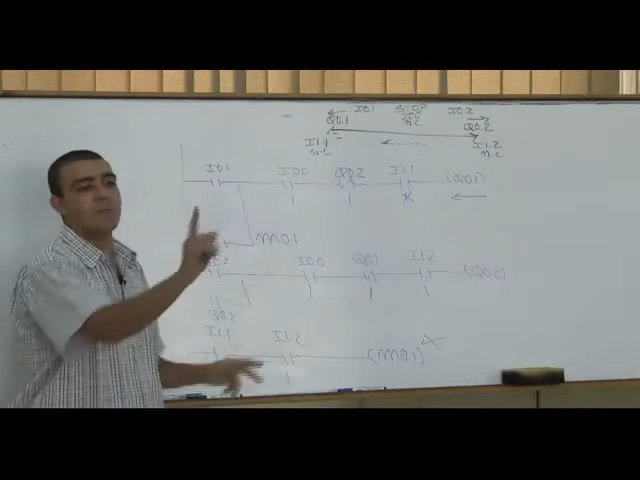 I0.1 STOP I0.2
Q0.1 I0.0 Q0.2
I1.1 n.c I1.2
n.c n.c
I0.1 I0.0 Q0.2 I1.1 (Q0.1)
M0.1
I0.0 Q0.1 I1.2 (Q0.2)
Q0.2
I1.1 I1.2 (M0.1)